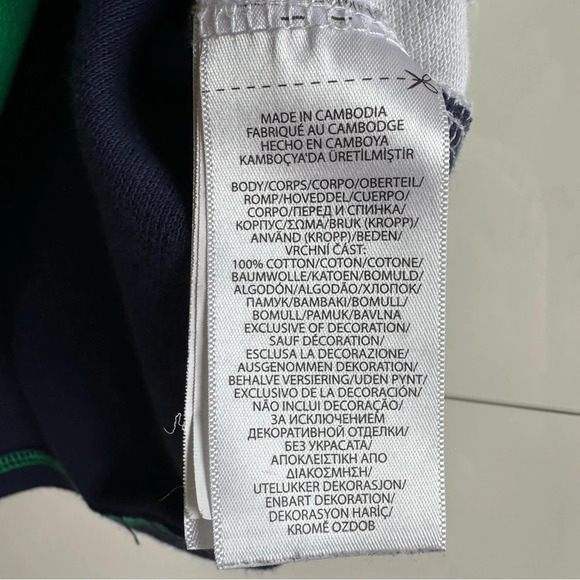 MADE IN CAMBODIA
FABRIQUÉ AU CAMBODGE
HECHO EN CAMBOYA
KAMBOÇYA'DA ÜRETİLMİŞTİR
BODY/CORPS/CORPO/OBERTEIL/
ROMP/HOVEDDEL/CUERPO/
CORPO/ПЕРЕД И СПИНКА/
КОРПУС/ΣΩΜΑ/BRUK (KROPP)/
ANVÄND (KROPP)/BEDEN/
VRCHNÍ ČÁST:
100% COTTON/COTON/COTONE/
BAUMWOLLE/KATOEN/BOMULD/
ALGODÓN/ALGODÃO/ХЛОПОК/
ПАМУК/ΒΑΜΒΑΚΙ/BOMULL/
BOMULL/PAMUK/BAVLNA
EXCLUSIVE OF DECORATION/
SAUF DÉCORATION/
ESCLUSA LA DECORAZIONE/
AUSGENOMMEN DEKORATION/
BEHALVE VERSIERING/UDEN PYNT/
EXCLUSIVO DE LA DECORACIÓN/
NÃO INCLUI DECORAÇÃO/
ЗА ИСКЛЮЧЕНИЕМ
ДЕКОРАТИВНОЙ ОТДЕЛКИ/
БЕЗ УКРАСАТА/
ΑΠΟΚΛΕΙΣΤΙΚΗ ΑΠΟ
ΔΙΑΚΟΣΜΗΣΗ/
UTELUKKER DEKORASJON/
ENBART DEKORATION/
DEKORASYON HARİÇ/
KROMĚ OZDOB